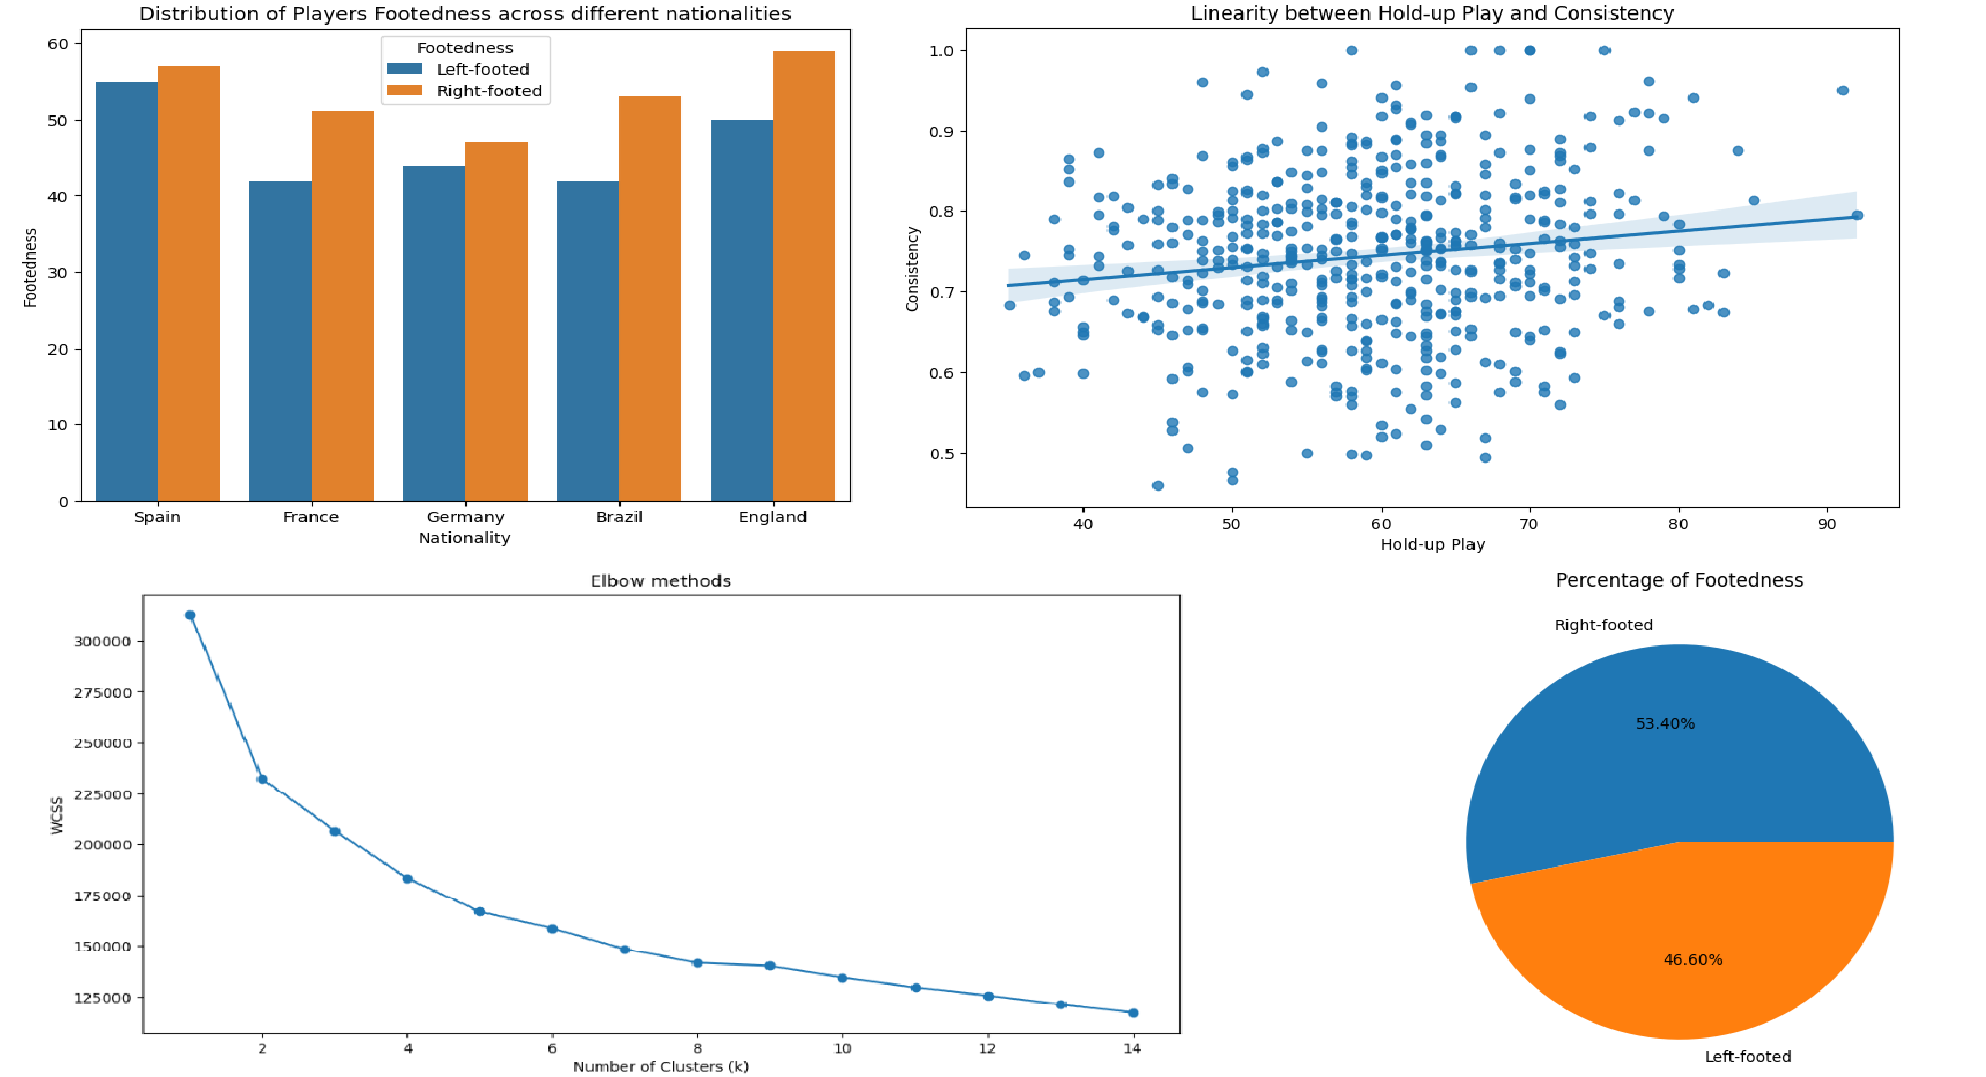 Distribution of Players Footedness across different nationalities
Footedness
60
50
40
30
20
10
0
Footedness
Left-footed
Right-footed
Spain
France
Germany
Brazil
England
Nationality
Linearity between Hold-up Play and Consistency
Consistency
1.0
0.9
0.8
0.7
0.6
0.5
40
50
60
70
80
90
Hold-up Play
Elbow methods
WCSS
300000
275000
250000
225000
200000
175000
150000
125000
2
4
6
8
10
12
14
Number of Clusters (k)
Percentage of Footedness
Right-footed
53.40%
46.60%
Left-footed